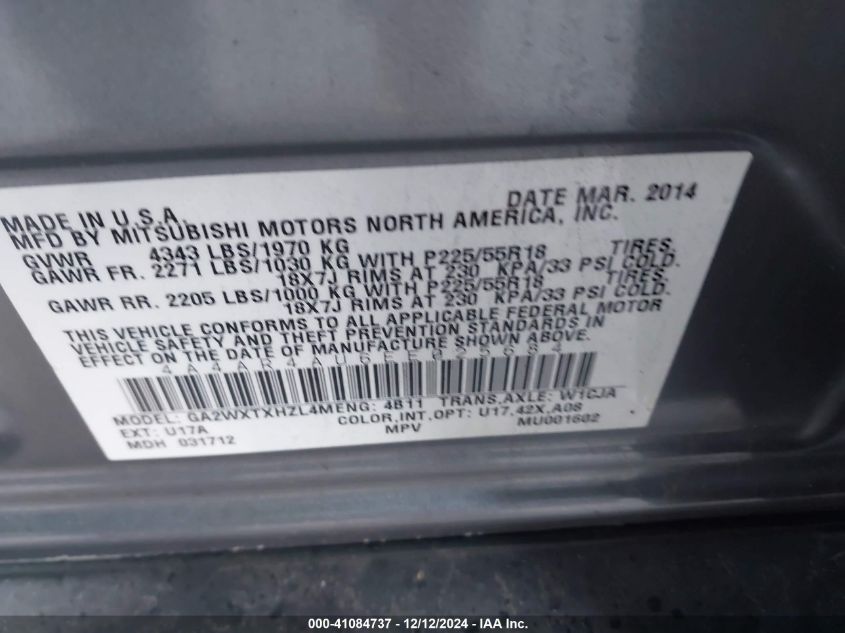 DATE MAR. 2014
MADE IN U.S.A.
MFD BY MITSUBISHI MOTORS NORTH AMERICA, INC.
GVWR 4343 LBS/1970 KG
GAWR FR. 2271 LBS/1030 KG WITH P225/55R18 TIRES.
18X7J RIMS AT 230 KPA/33 PSI COLD.
GAWR RR. 2205 LBS/1000 KG WITH P225/55R18 TIRES.
18X7J RIMS AT 230 KPA/33 PSI COLD.
THIS VEHICLE CONFORMS TO ALL APPLICABLE FEDERAL MOTOR
VEHICLE SAFETY AND THEFT PREVENTION STANDARDS IN
EFFECT ON THE DATE OF MANUFACTURE SHOWN ABOVE.
4A4AR4AU5EE025684
MODEL: GA2WXTXHZL4MENG: 4B11 TRANS,AXLE: W1CJA
EXT: U17A COLOR,INT,OPT: U17,42X,A08
MDH 031712 MPV MU001602
000-41084737 - 12/12/2024 - IAA Inc.